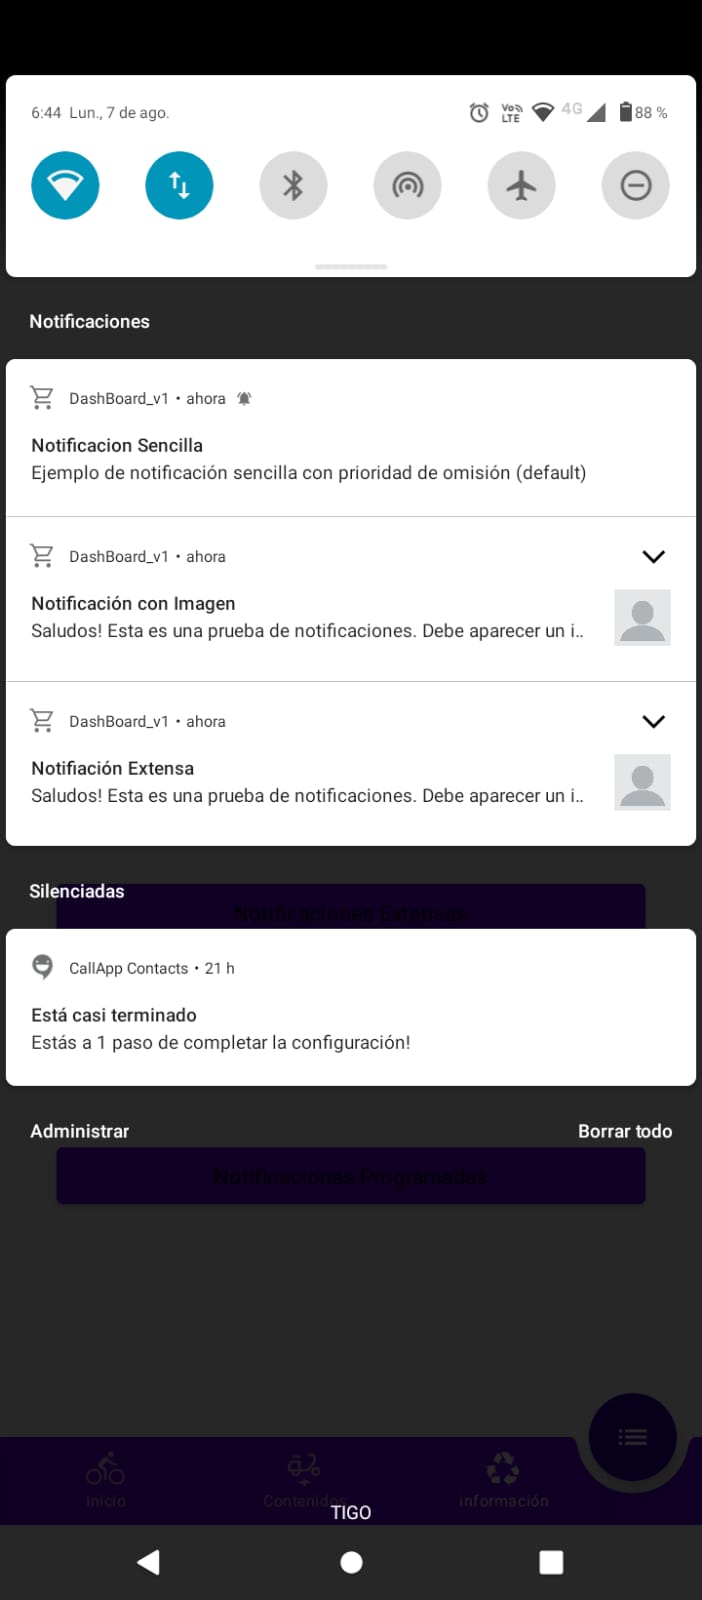 6:44 Lun., 7 de ago.
Vo LTE 4G 88 %
Notificaciones
DashBoard_v1 • ahora
Notificacion Sencilla
Ejemplo de notificación sencilla con prioridad de omisión (default)
DashBoard_v1 • ahora
Notificación con Imagen
Saludos! Esta es una prueba de notificaciones. Debe aparecer un i..
DashBoard_v1 • ahora
Notifiación Extensa
Saludos! Esta es una prueba de notificaciones. Debe aparecer un i..
Silenciadas
Notificaciones Extensas
CallApp Contacts • 21 h
Está casi terminado
Estás a 1 paso de completar la configuración!
Administrar Borrar todo
Notificaciones Programadas
Inicio Contenidos información
TIGO